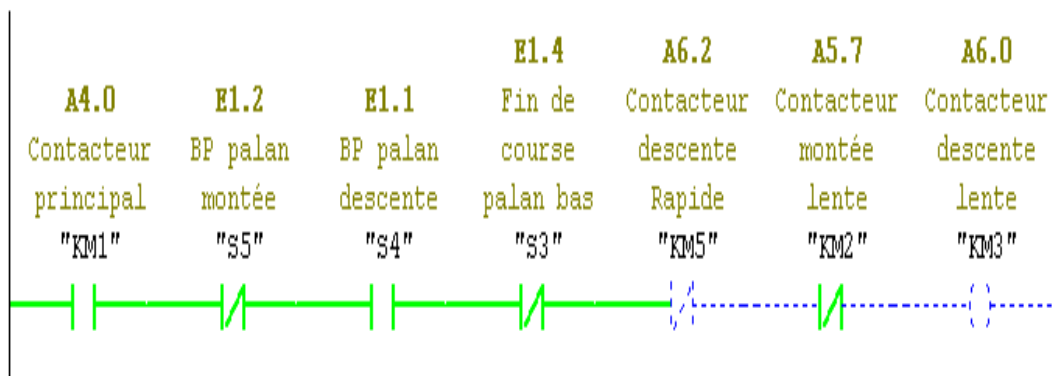 A4.0
Contacteur
principal
"KM1"
E1.2
BP palan
montée
"S5"
E1.1
BP palan
descente
"S4"
E1.4
Fin de
course
palan bas
"S3"
A6.2
Contacteur
descente
Rapide
"KM5"
A5.7
Contacteur
montée
lente
"KM2"
A6.0
Contacteur
descente
lente
"KM3"